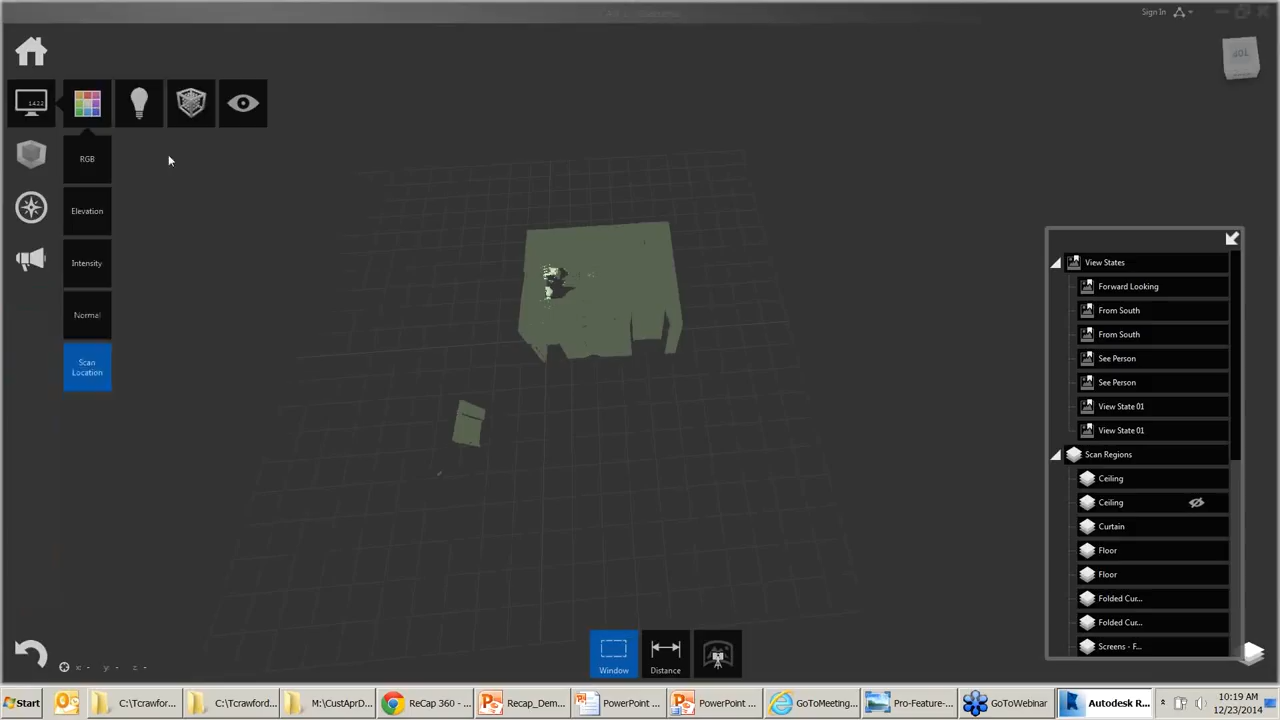 Sign In
TOP
1422
RGB
Elevation
Intensity
Normal
Scan
Location
View States
Forward Looking
From South
From South
See Person
See Person
View State 01
View State 01
Scan Regions
Ceiling
Ceiling
Curtain
Floor
Floor
Folded Cur...
Folded Cur...
Screens - F...
Window
Distance
x: - y: - z: -
Start
C:\Tcrawfor...
C:\Tcrawford...
M:\CustAprD...
ReCap 360 - ...
Recap_Dem...
PowerPoint ...
PowerPoint ...
GoToMeeting...
Pro-Feature-...
GoToWebinar
Autodesk R...
10:19 AM
12/23/2014